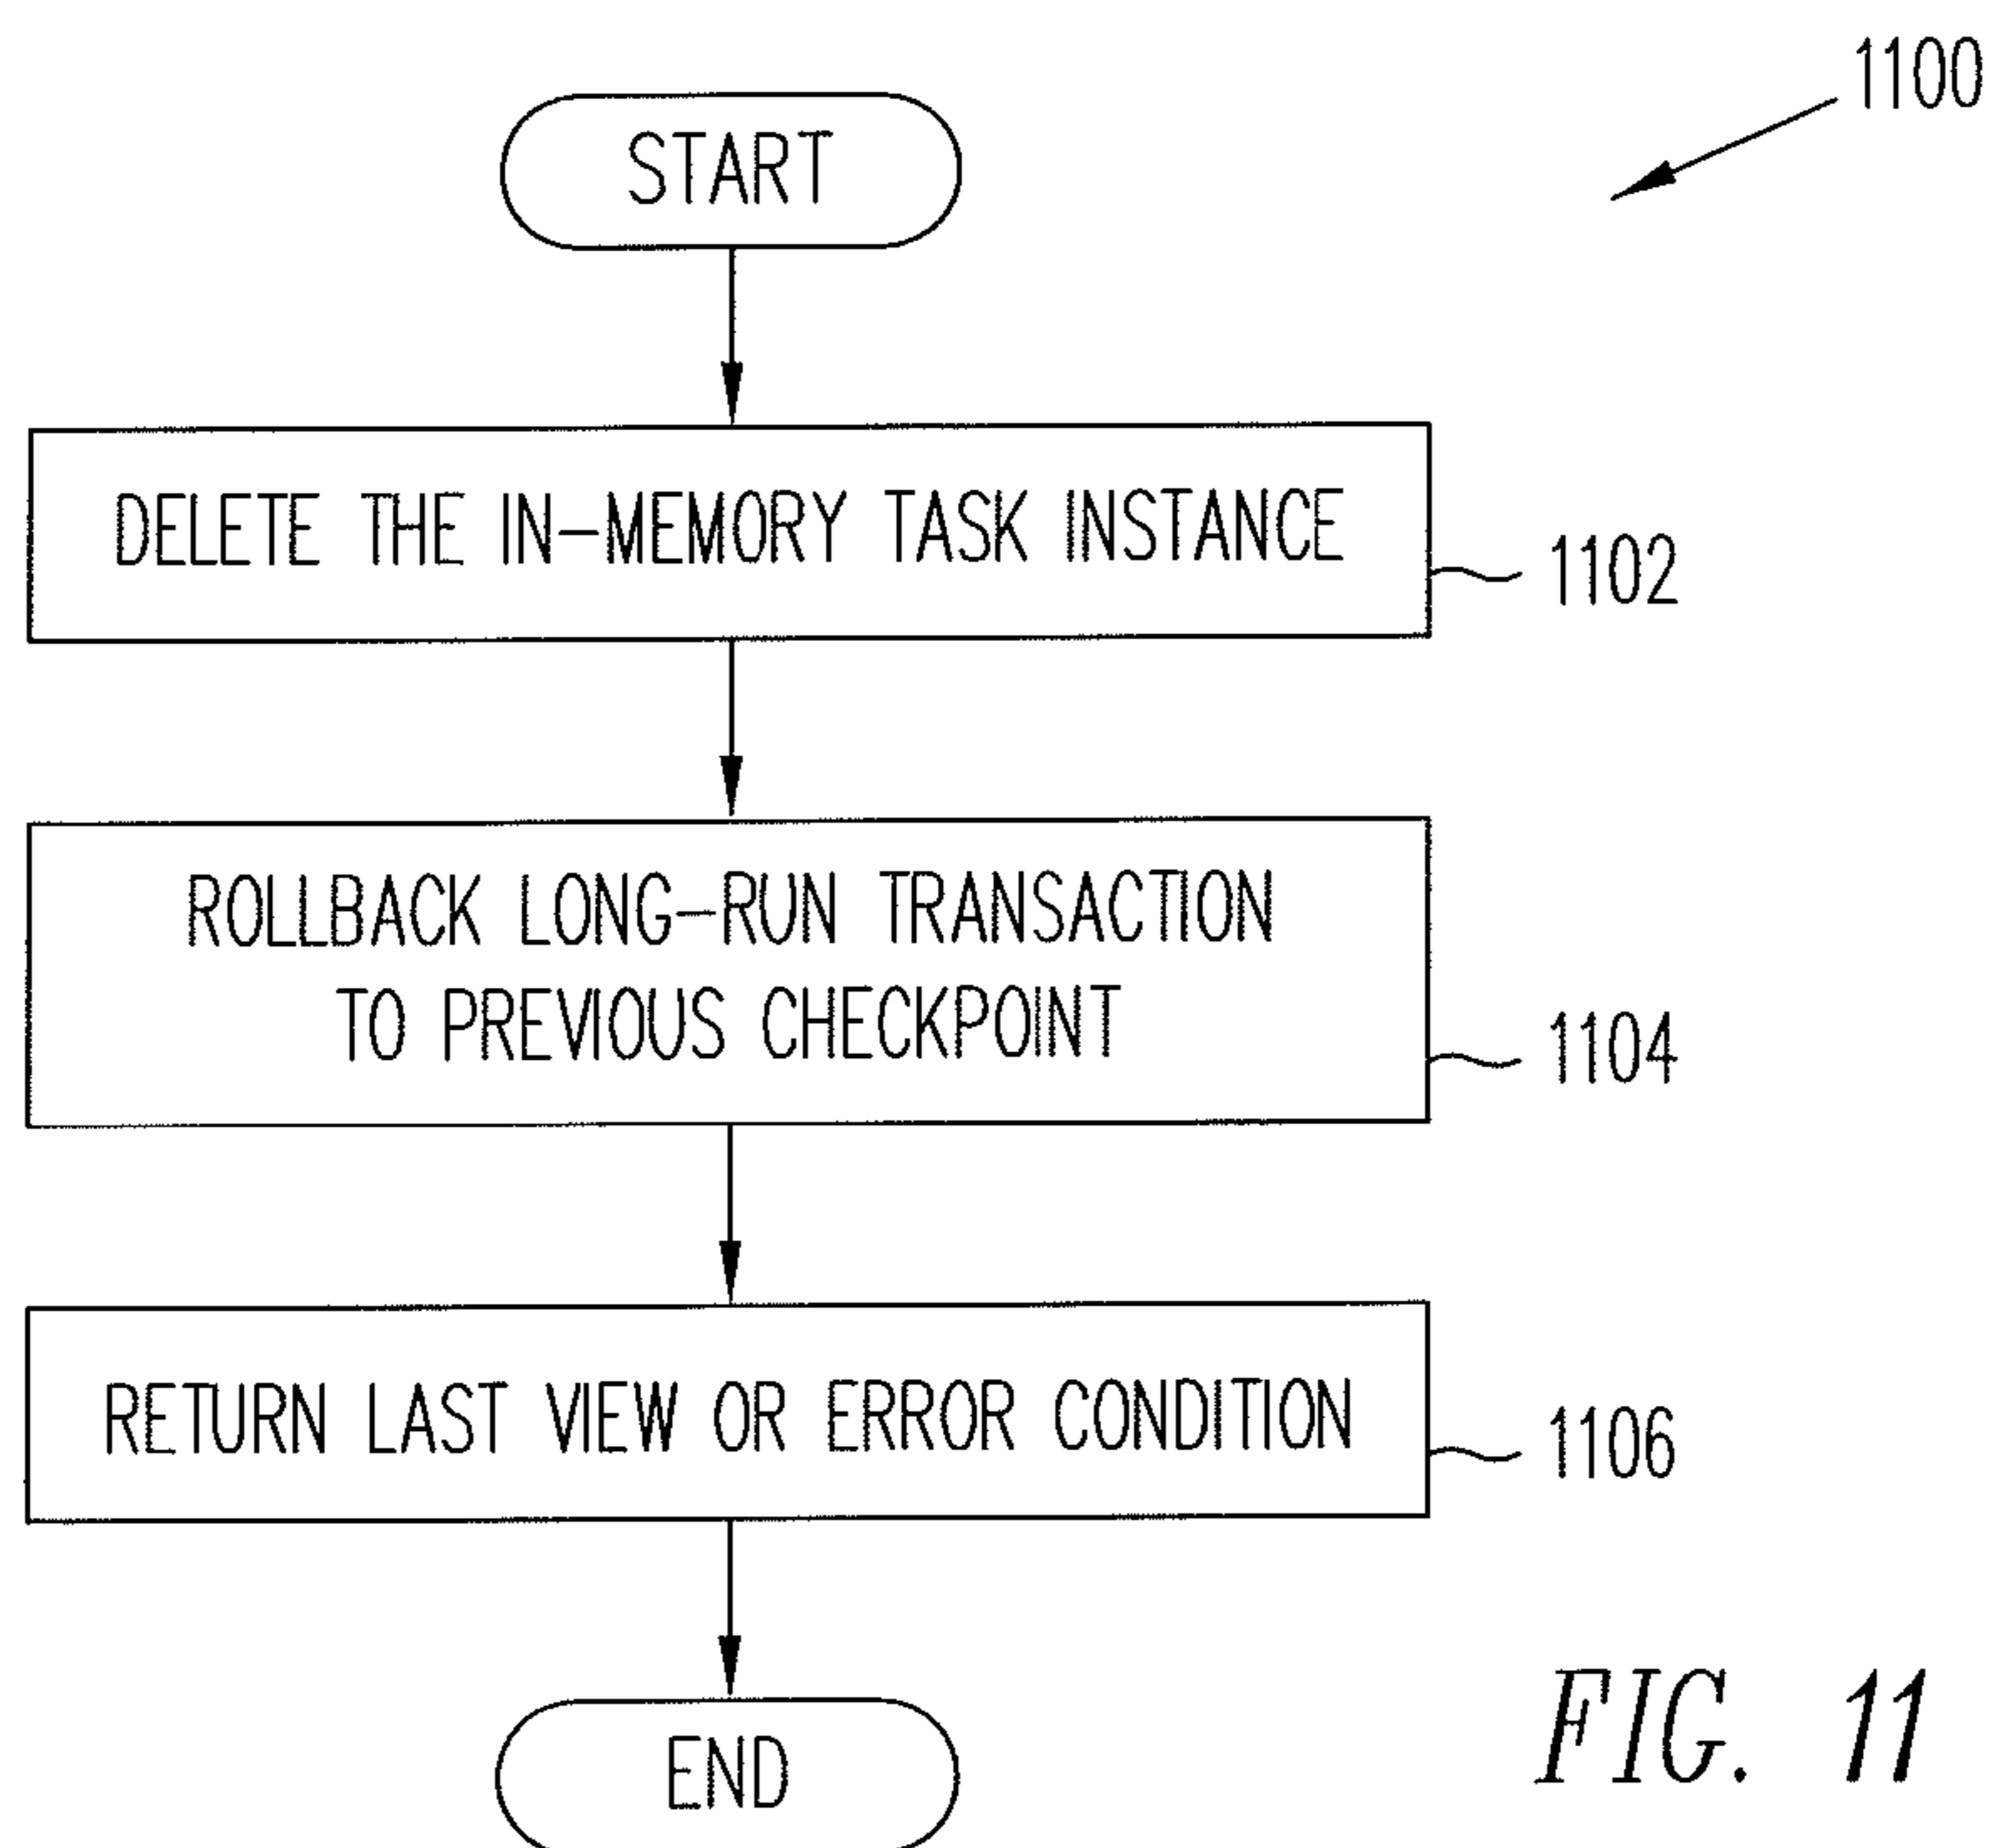 1100
START
DELETE THE IN-MEMORY TASK INSTANCE
1102
ROLLBACK LONG-RUN TRANSACTION
TO PREVIOUS CHECKPOINT
1104
RETURN LAST VIEW OR ERROR CONDITION
1106
END
FIG. 11